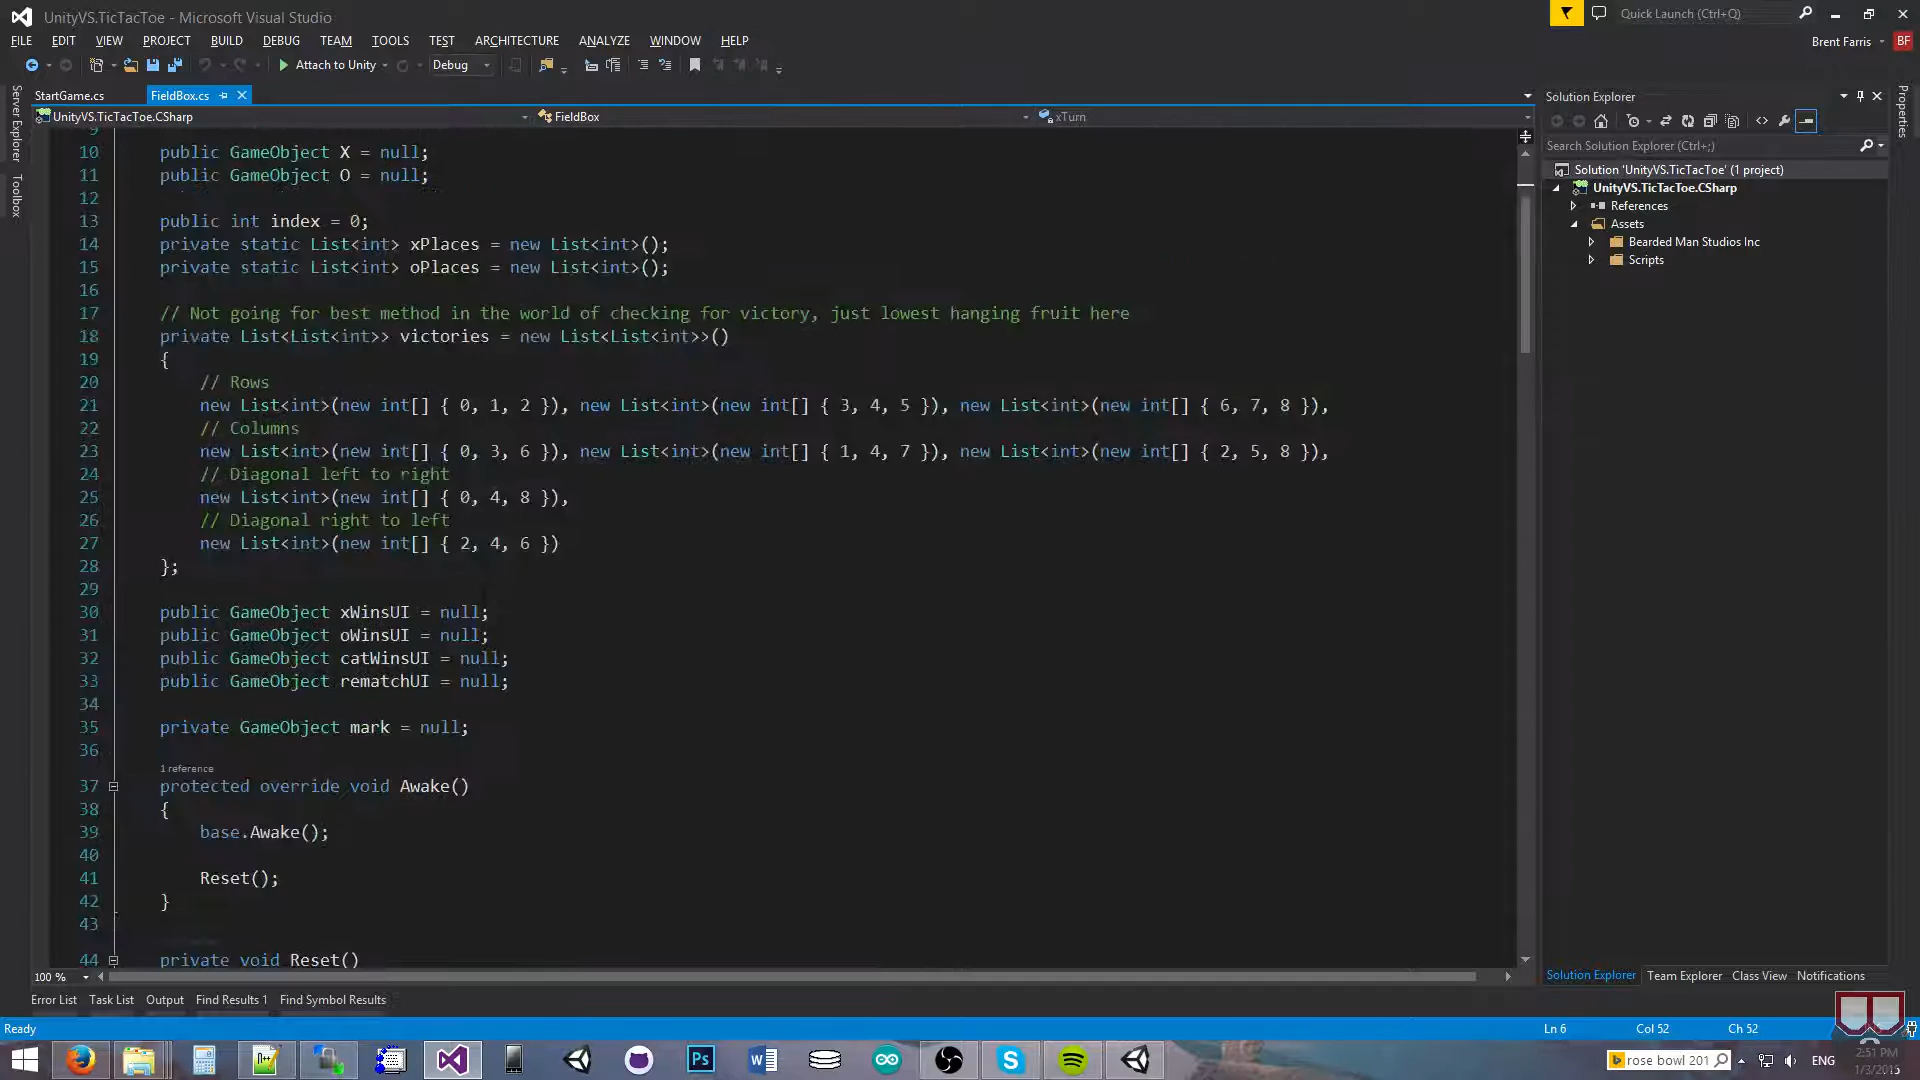 UnityVS.TicTacToe - Microsoft Visual Studio
Quick Launch (Ctrl+Q)
FILE EDIT VIEW PROJECT BUILD DEBUG TEAM TOOLS TEST ARCHITECTURE ANALYZE WINDOW HELP
Brent Farris BF
Attach to Unity Debug
StartGame.cs FieldBox.cs
UnityVS.TicTacToe.CSharp FieldBox xTurn
Server Explorer
Toolbox
9
10 public GameObject X = null;
11 public GameObject O = null;
12
13 public int index = 0;
14 private static List<int> xPlaces = new List<int>();
15 private static List<int> oPlaces = new List<int>();
16
17 // Not going for best method in the world of checking for victory, just lowest hanging fruit here
18 private List<List<int>> victories = new List<List<int>>()
19 {
20 // Rows
21 new List<int>(new int[] { 0, 1, 2 }), new List<int>(new int[] { 3, 4, 5 }), new List<int>(new int[] { 6, 7, 8 }),
22 // Columns
23 new List<int>(new int[] { 0, 3, 6 }), new List<int>(new int[] { 1, 4, 7 }), new List<int>(new int[] { 2, 5, 8 }),
24 // Diagonal left to right
25 new List<int>(new int[] { 0, 4, 8 }),
26 // Diagonal right to left
27 new List<int>(new int[] { 2, 4, 6 })
28 };
29
30 public GameObject xWinsUI = null;
31 public GameObject oWinsUI = null;
32 public GameObject catWinsUI = null;
33 public GameObject rematchUI = null;
34
35 private GameObject mark = null;
36
1 reference
37 protected override void Awake()
38 {
39 base.Awake();
40
41 Reset();
42 }
43
44 private void Reset()
100 %
Solution Explorer
Search Solution Explorer (Ctrl+;)
Solution 'UnityVS.TicTacToe' (1 project)
UnityVS.TicTacToe.CSharp
References
Assets
Bearded Man Studios Inc
Scripts
Properties
Solution Explorer Team Explorer Class View Notifications
Error List Task List Output Find Results 1 Find Symbol Results
Ready Ln 6 Col 52 Ch 52
Ps
rose bowl 201 ENG
2:51 PM
1/3/2015